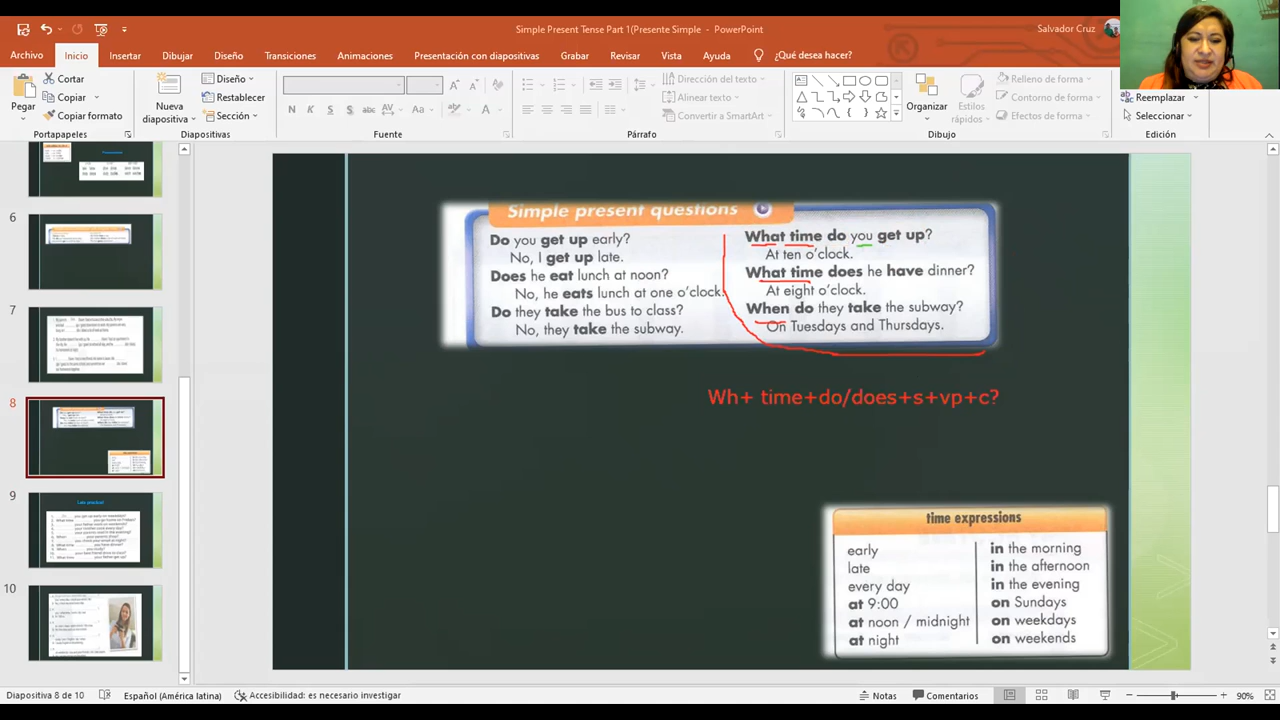 Simple Present Tense Part 1(Presente Simple - PowerPoint
Salvador Cruz
Archivo Inicio Insertar Dibujar Diseño Transiciones Animaciones Presentación con diapositivas Grabar Revisar Vista Ayuda ¿Qué desea hacer?
Pegar
Cortar
Copiar
Copiar formato
Portapapeles
Nueva
diapositiva
Diseño
Restablecer
Sección
Diapositivas
N K S abc AV Aa A
Fuente
Dirección del texto
Alinear texto
Convertir a SmartArt
Párrafo
Organizar
Estilos
rápidos
Relleno de forma
Contorno de forma
Efectos de forma
Dibujo
Reemplazar
Seleccionar
Edición
6
7
8
9
10
Simple present questions
Do you get up early?
No, I get up late.
Does he eat lunch at noon?
No, he eats lunch at one o'clock.
Do they take the bus to class?
No, they take the subway.
What time do you get up?
At ten o'clock.
What time does he have dinner?
At eight o'clock.
When do they take the subway?
On Tuesdays and Thursdays.
Wh+ time+do/does+s+vp+c?
time expressions
early
late
every day
at 9:00
at noon / midnight
at night
in the morning
in the afternoon
in the evening
on Sundays
on weekdays
on weekends
Diapositiva 8 de 10 Español (América latina) Accesibilidad: es necesario investigar Notas Comentarios 90%